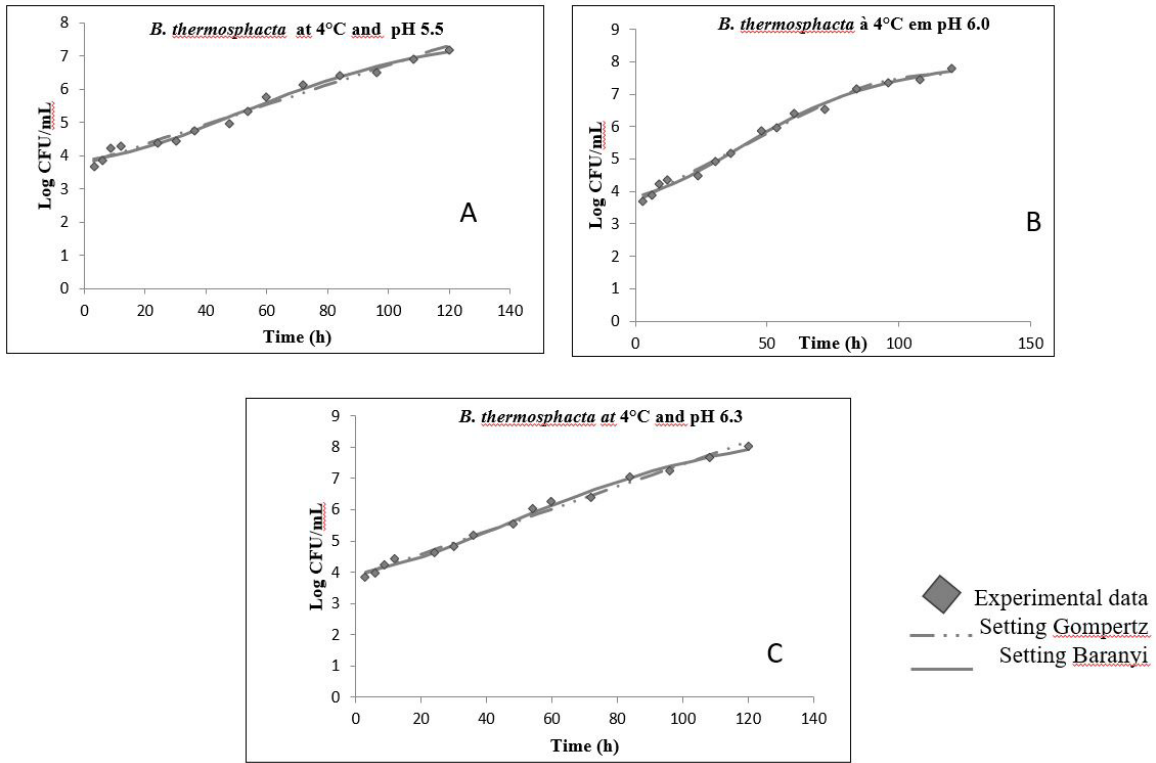 B. thermosphacta at 4°C and pH 5.5
8
7
6
5
4
3
2
1
0
Log CFU/mL
0 20 40 60 80 100 120 140
Time (h)
A
B. thermosphacta à 4°C em pH 6.0
9
8
7
6
5
4
3
2
1
0
Log CFU/mL
0 50 Time (h) 100 150
B
B. thermosphacta at 4°C and pH 6.3
9
8
7
6
5
4
3
2
1
0
Log CFU/mL
0 20 40 60 80 100 120 140
Time (h)
C
Experimental data
Setting Gompertz
Setting Baranyi